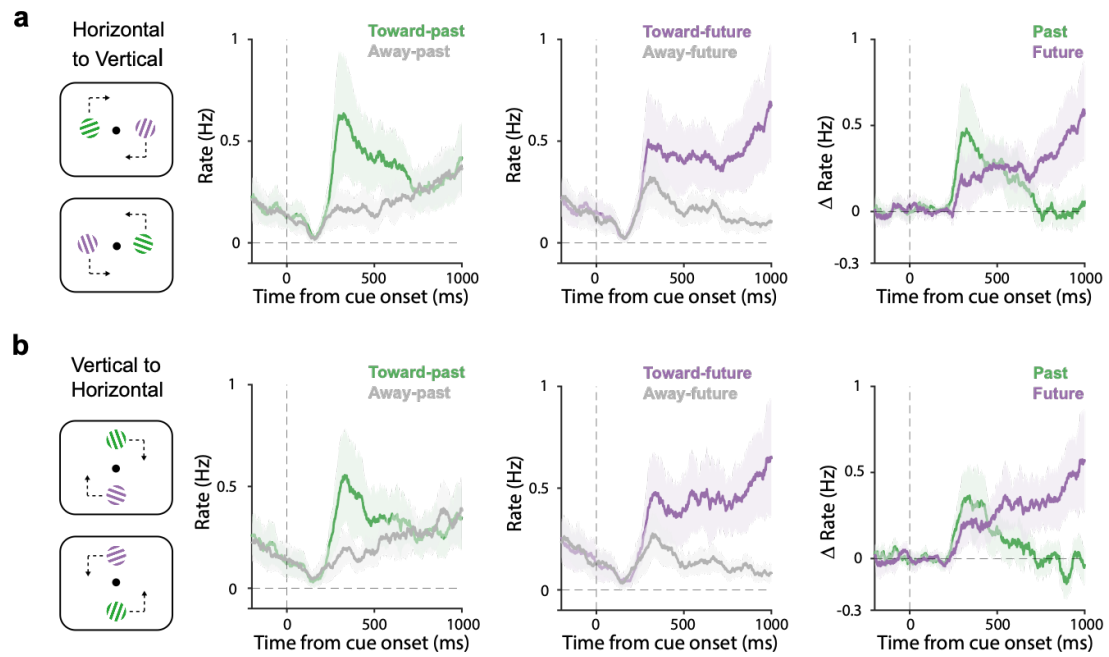 a
Horizontal
to Vertical
Toward-past
Away-past
1
0.5
0
Rate (Hz)
0
500
1000
Time from cue onset (ms)
Toward-future
Away-future
1
0.5
0
Rate (Hz)
0
500
1000
Time from cue onset (ms)
Past
Future
1
0.5
0
-0.3
Δ Rate (Hz)
0
500
1000
Time from cue onset (ms)
b
Vertical to
Horizontal
Toward-past
Away-past
1
0.5
0
Rate (Hz)
0
500
1000
Time from cue onset (ms)
Toward-future
Away-future
1
0.5
0
Rate (Hz)
0
500
1000
Time from cue onset (ms)
Past
Future
1
0.5
0
-0.3
Δ Rate (Hz)
0
500
1000
Time from cue onset (ms)